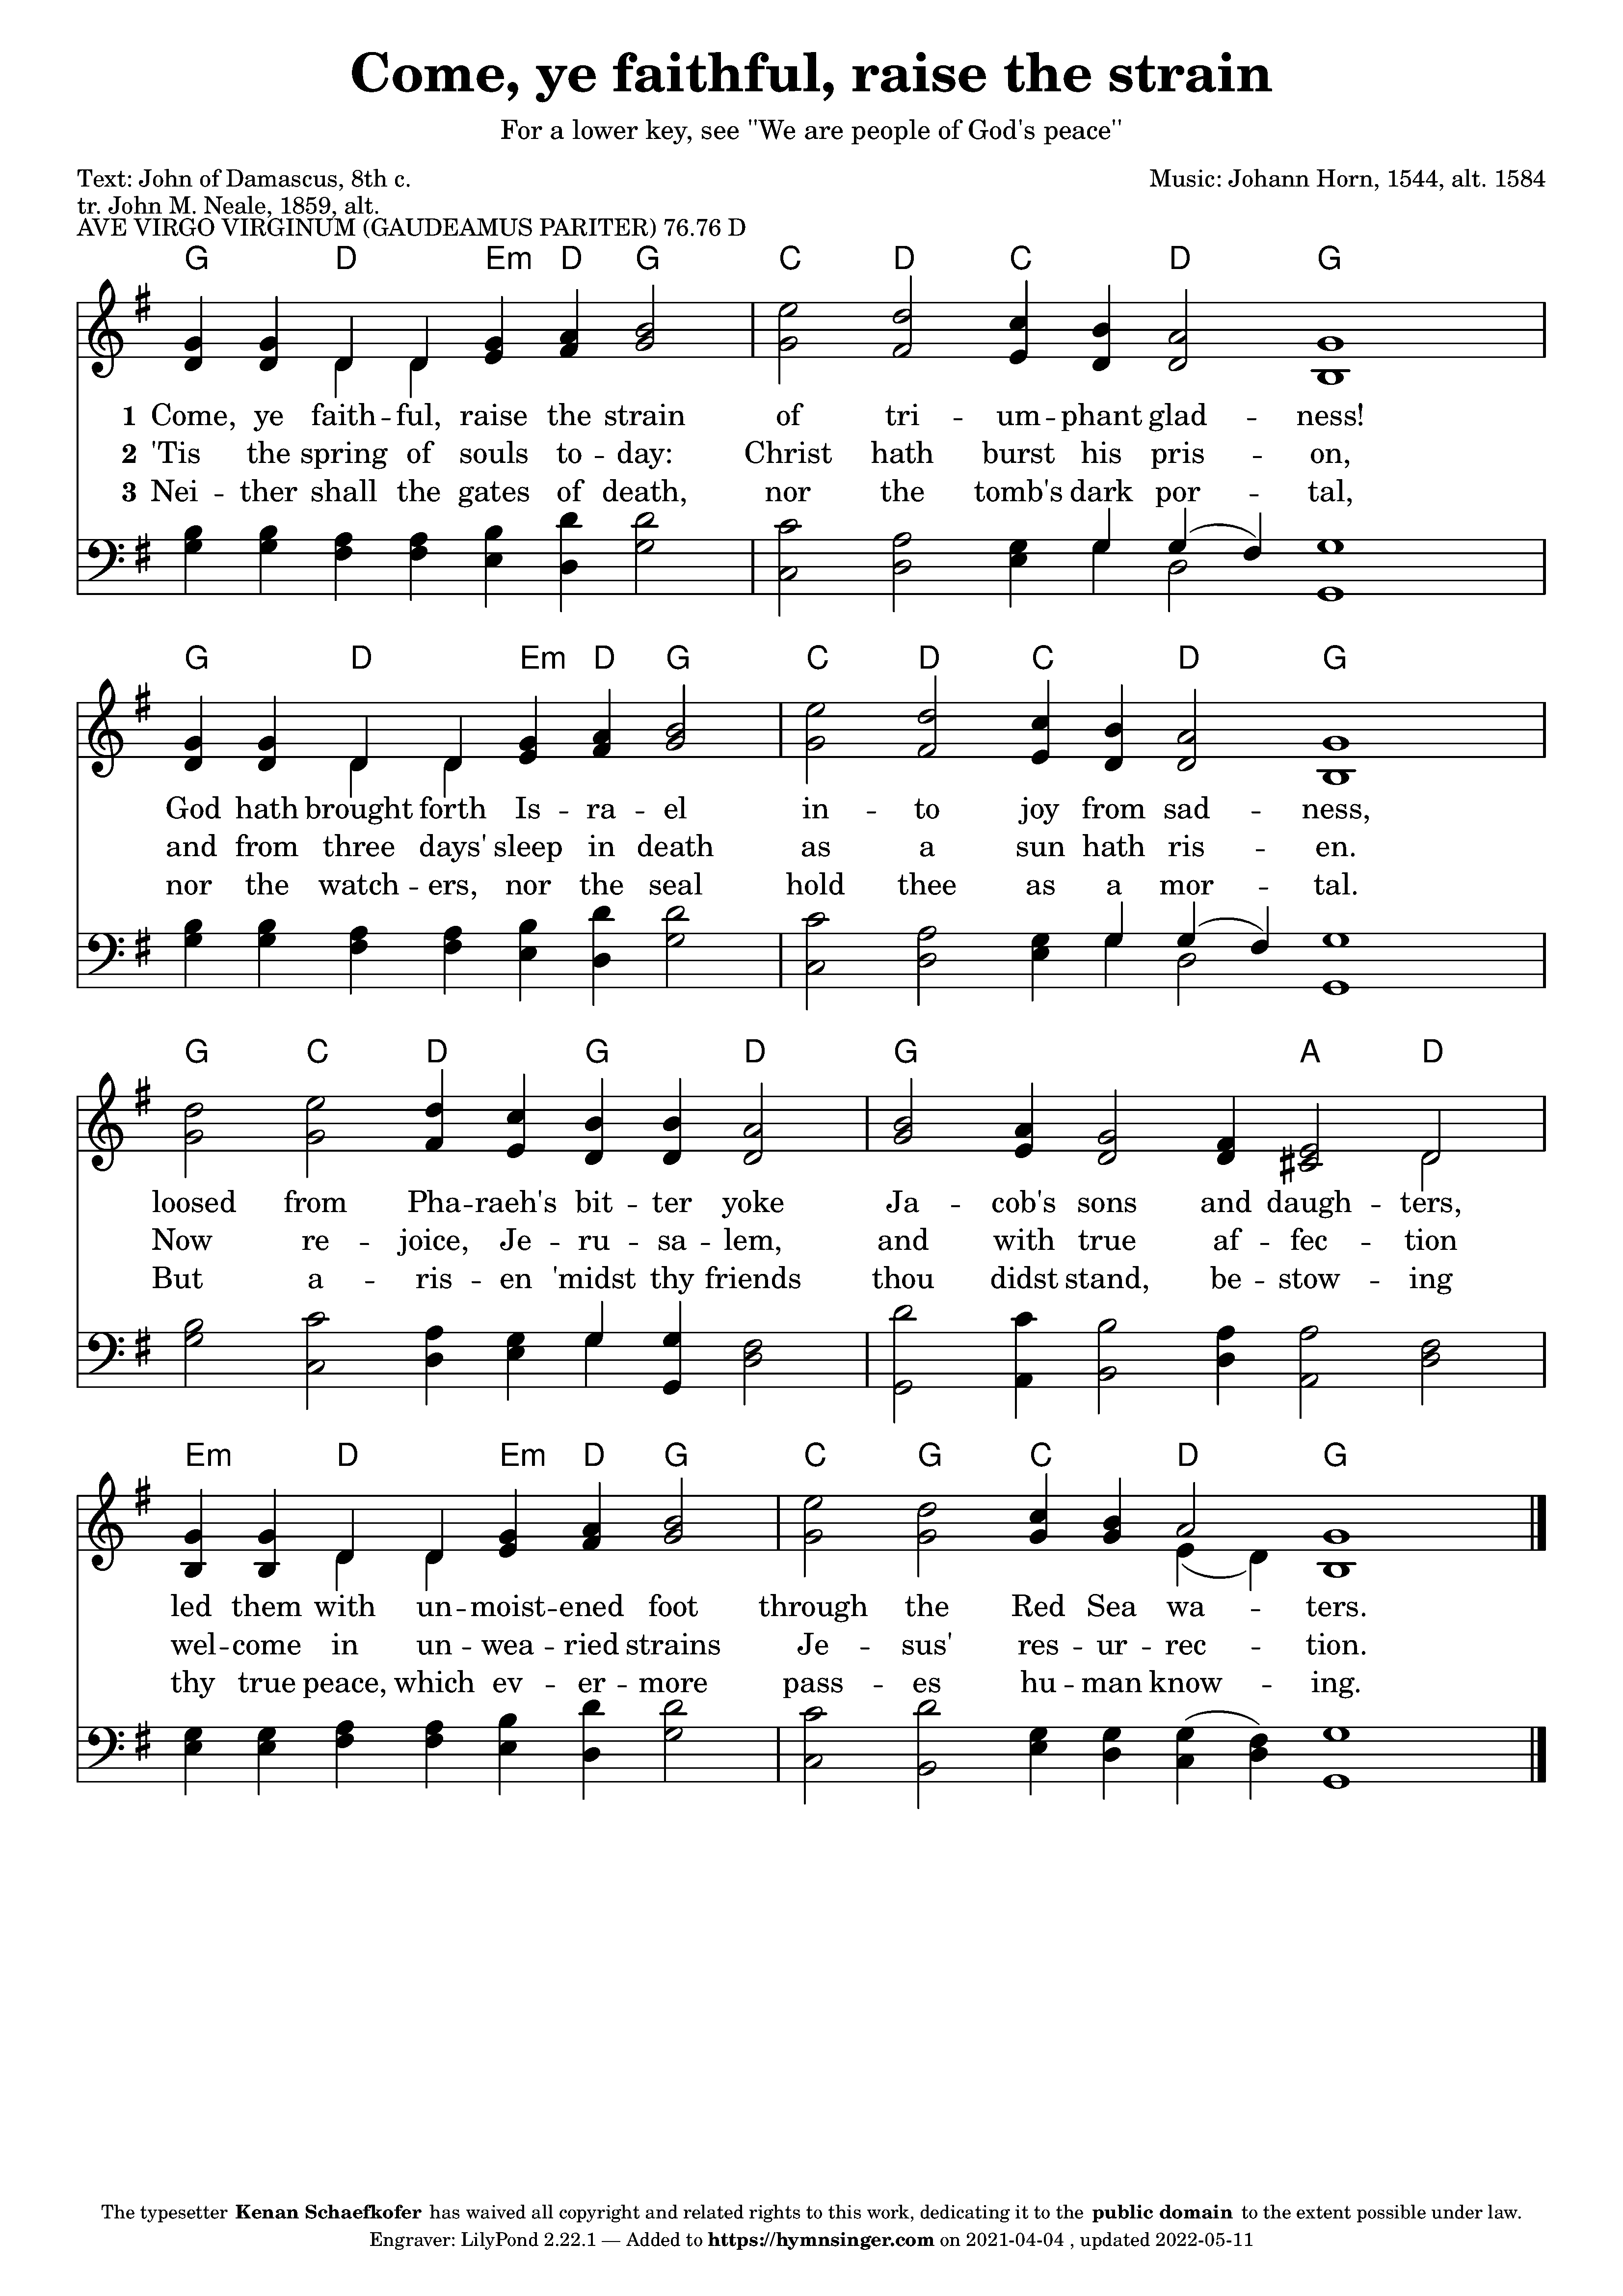 Come, ye faithful, raise the strain
For a lower key, see "We are people of God's peace"
Text: John of Damascus, 8th c.
Music: Johann Horn, 1544, alt. 1584
tr. John M. Neale, 1859, alt.
AVE VIRGO VIRGINUM (GAUDEAMUS PARITER) 76.76 D
G D Em D G C D C D G
1 Come, ye faith – ful, raise the strain of tri – um – phant glad – ness!
2 'Tis the spring of souls to – day: Christ hath burst his pris – on,
3 Nei – ther shall the gates of death, nor the tomb's dark por – tal,
G D Em D G C D C D G
God hath brought forth Is – ra – el in – to joy from sad – ness,
and from three days' sleep in death as a sun hath ris – en.
nor the watch – ers, nor the seal hold thee as a mor – tal.
G C D G D G A D
loosed from Pha – raeh's bit – ter yoke Ja – cob's sons and daugh – ters,
Now re – joice, Je – ru – sa – lem, and with true af – fec – tion
But a – ris – en 'midst thy friends thou didst stand, be – stow – ing
Em D Em D G C G C D G
led them with un – moist – ened foot through the Red Sea wa – ters.
wel – come in un – wea – ried strains Je – sus' res – ur – rec – tion.
thy true peace, which ev – er – more pass – es hu – man know – ing.
The typesetter Kenan Schaefkofer has waived all copyright and related rights to this work, dedicating it to the public domain to the extent possible under law.
Engraver: LilyPond 2.22.1 — Added to https://hymnsinger.com on 2021-04-04 , updated 2022-05-11